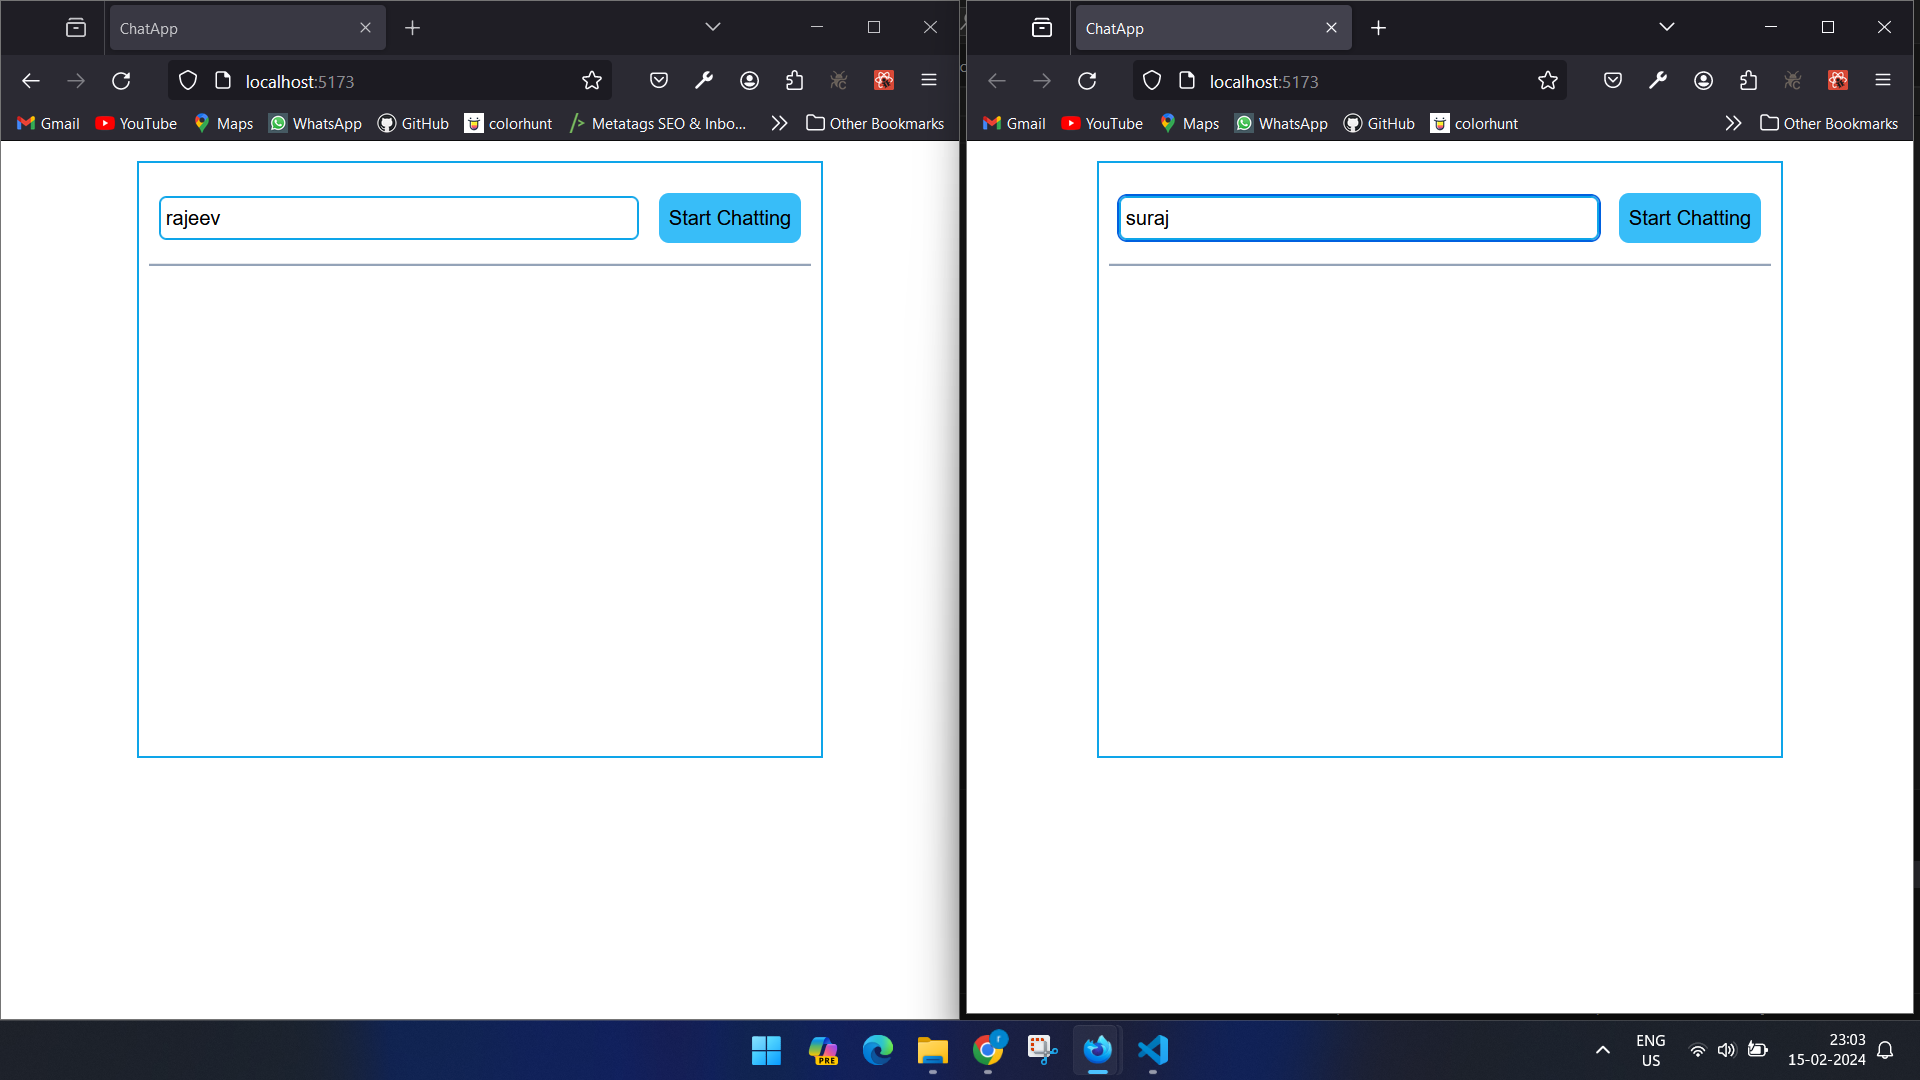 ChatApp
localhost:5173
Gmail YouTube Maps WhatsApp GitHub colorhunt Metatags SEO & Inbo... Other Bookmarks
rajeev Start Chatting
ChatApp
localhost:5173
Gmail YouTube Maps WhatsApp GitHub colorhunt Other Bookmarks
suraj Start Chatting
PRE
r
ENG
US
23:03
15-02-2024